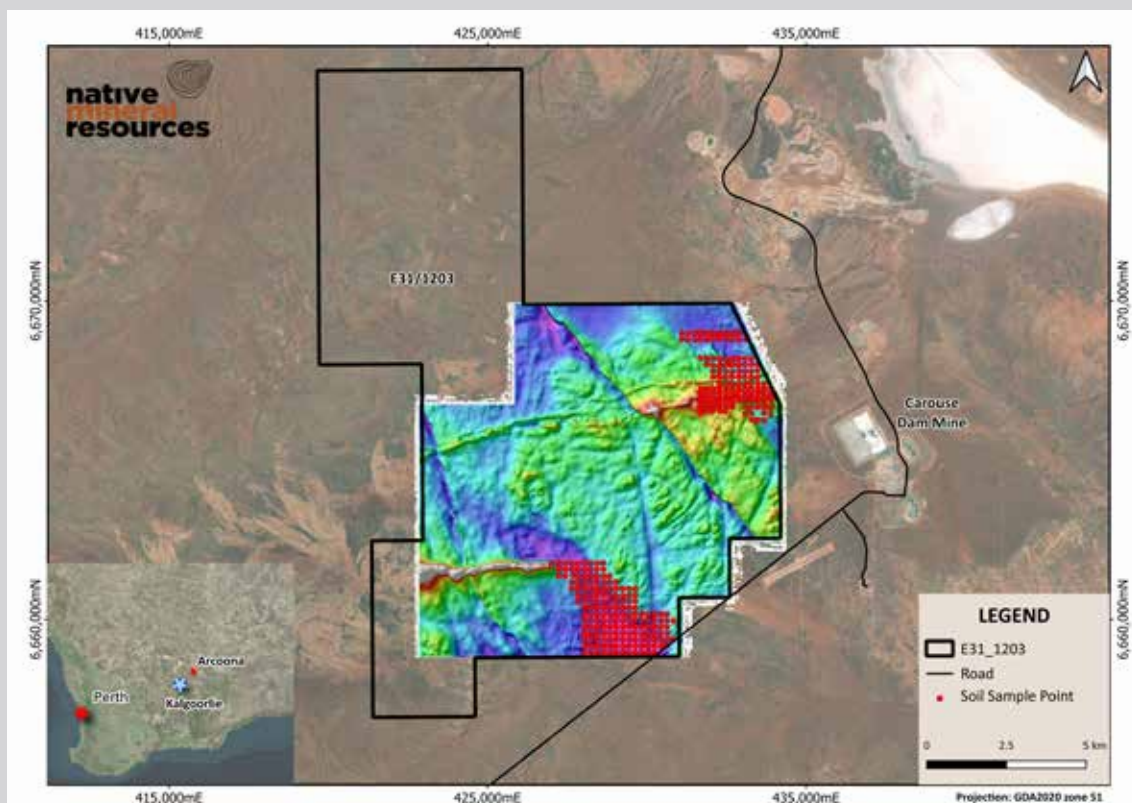 415,000mE
425,000mE
435,000mE
native
mineral
resources
E31/1203
6,670,000mN
6,670,000mN
Carouse
Dam Mine
6,660,000mN
6,660,000mN
Arcoona
Perth
Kalgoorlie
LEGEND
E31_1203
Road
Soil Sample Point
0
2.5
5 km
415,000mE
425,000mE
435,000mE
Projection: GDA2020 zone 51